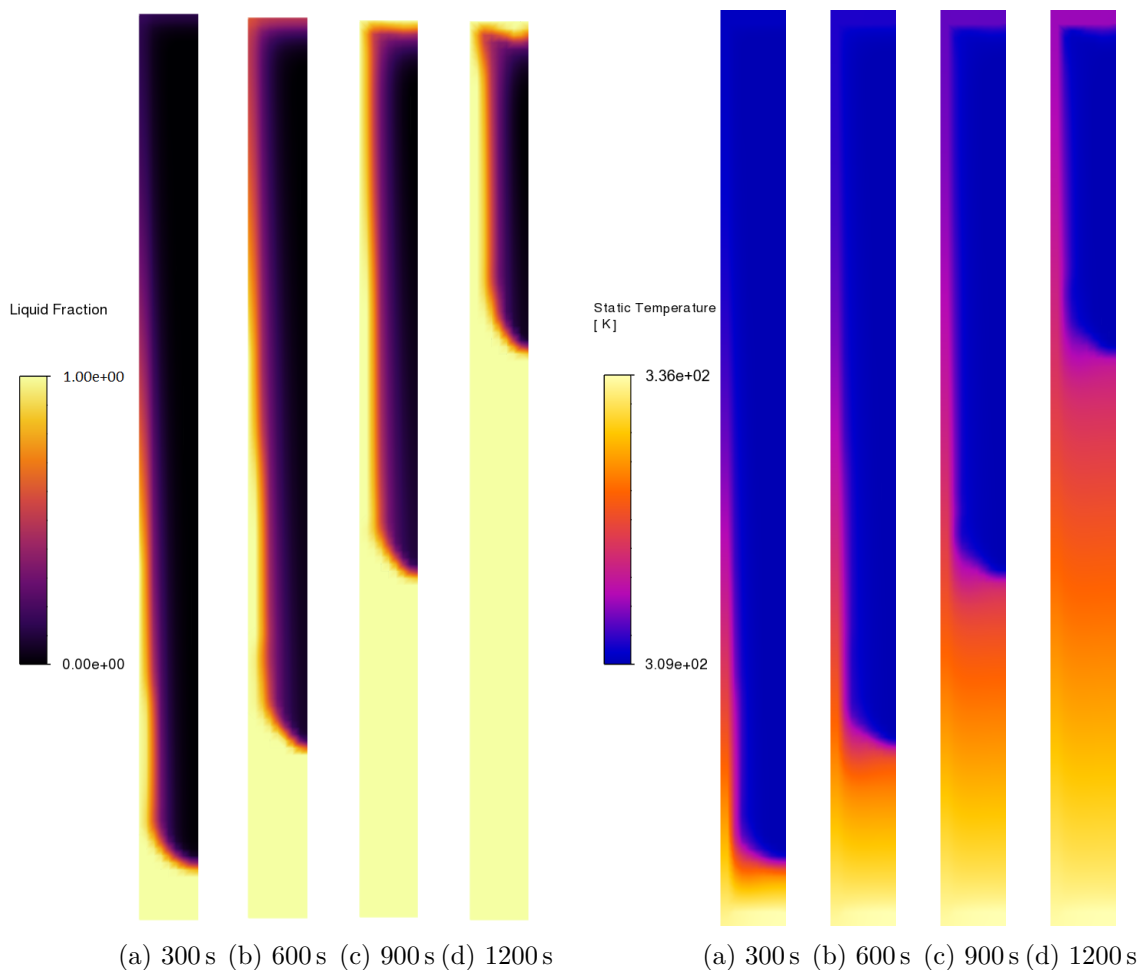 Liquid Fraction
1.00e+00
0.00e+00
(a) 300 s (b) 600 s (c) 900 s (d) 1200 s
Static Temperature
[ K ]
3.36e+02
3.09e+02
(a) 300 s (b) 600 s (c) 900 s (d) 1200 s